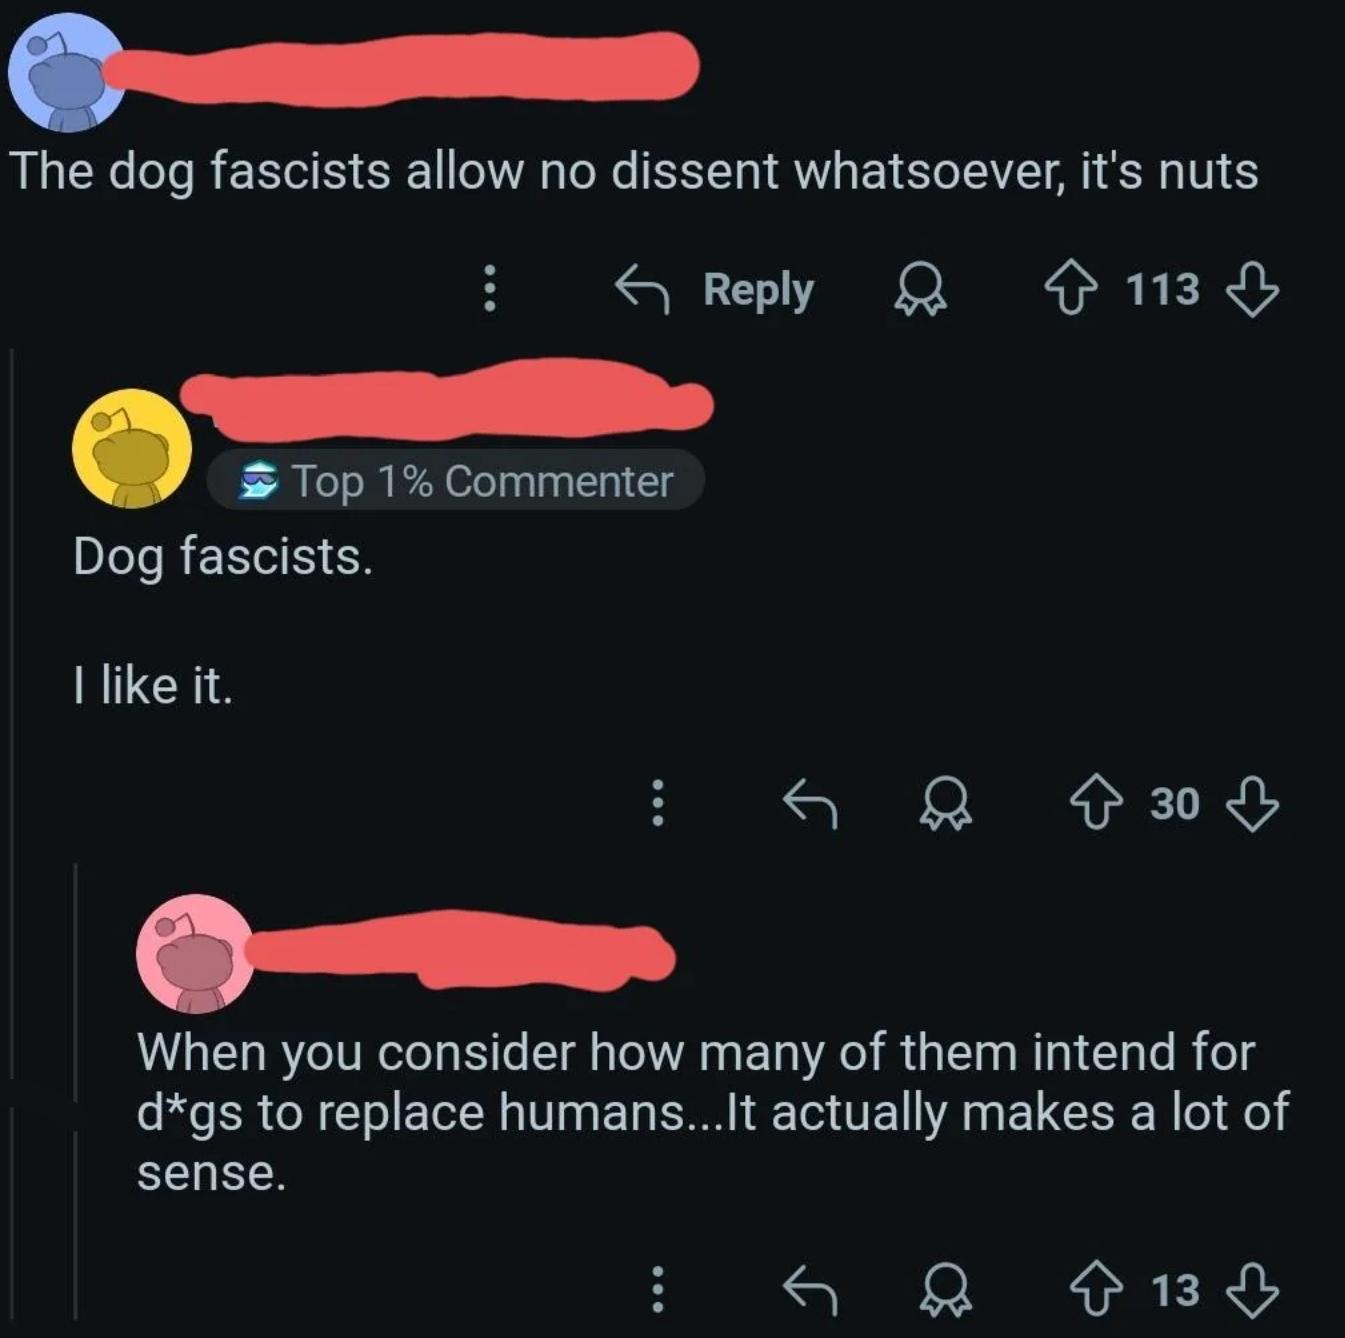 The dog fascists allow no dissent whatsoever, it's nuts
Reply
113
Top 1% Commenter
Dog fascists.
I like it.
30
When you consider how many of them intend for
d*gs to replace humans...It actually makes a lot of
sense.
13